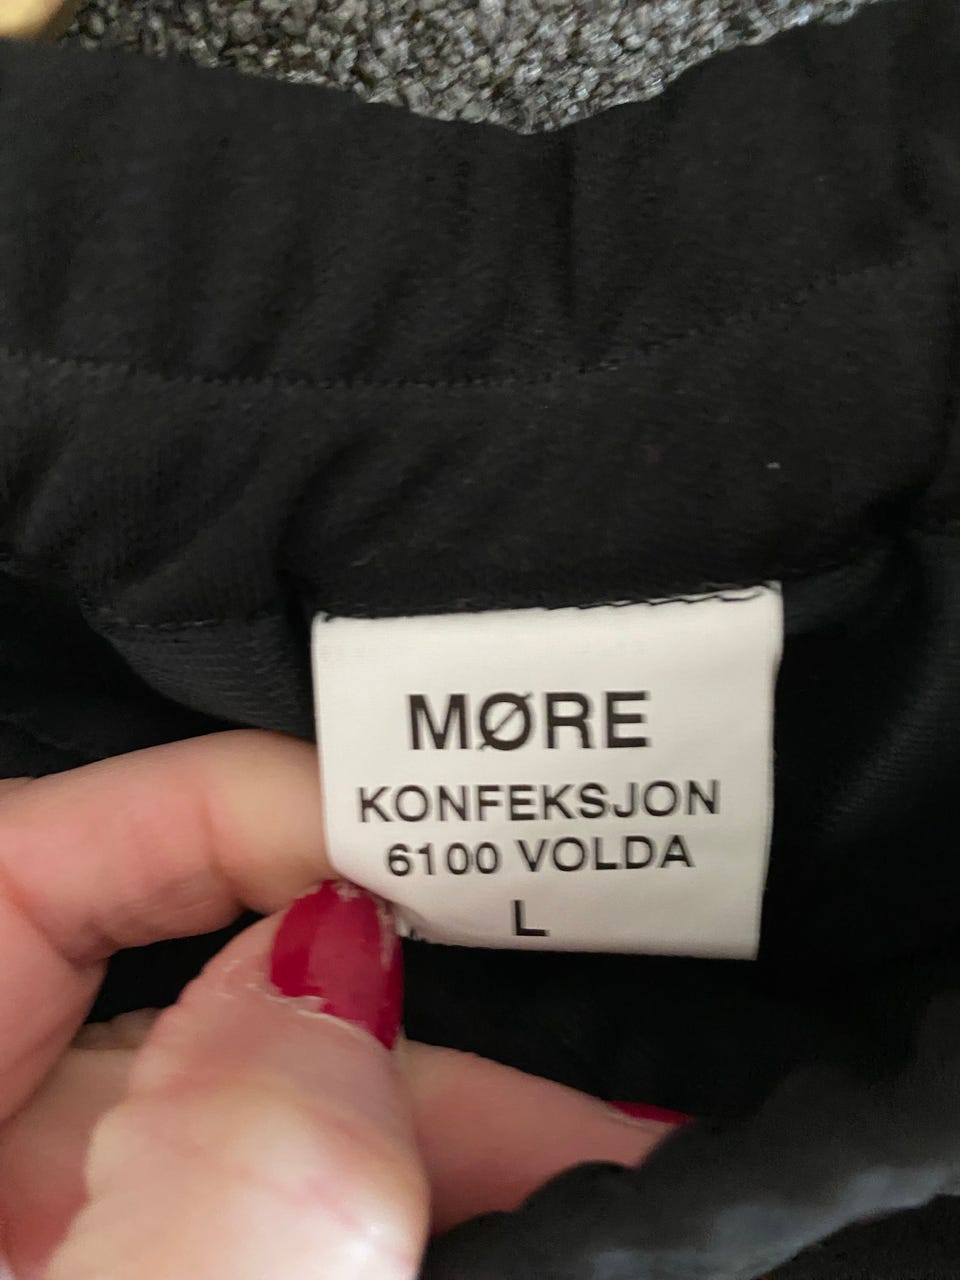 MØRE
KONFEKSJON
6100 VOLDA
L